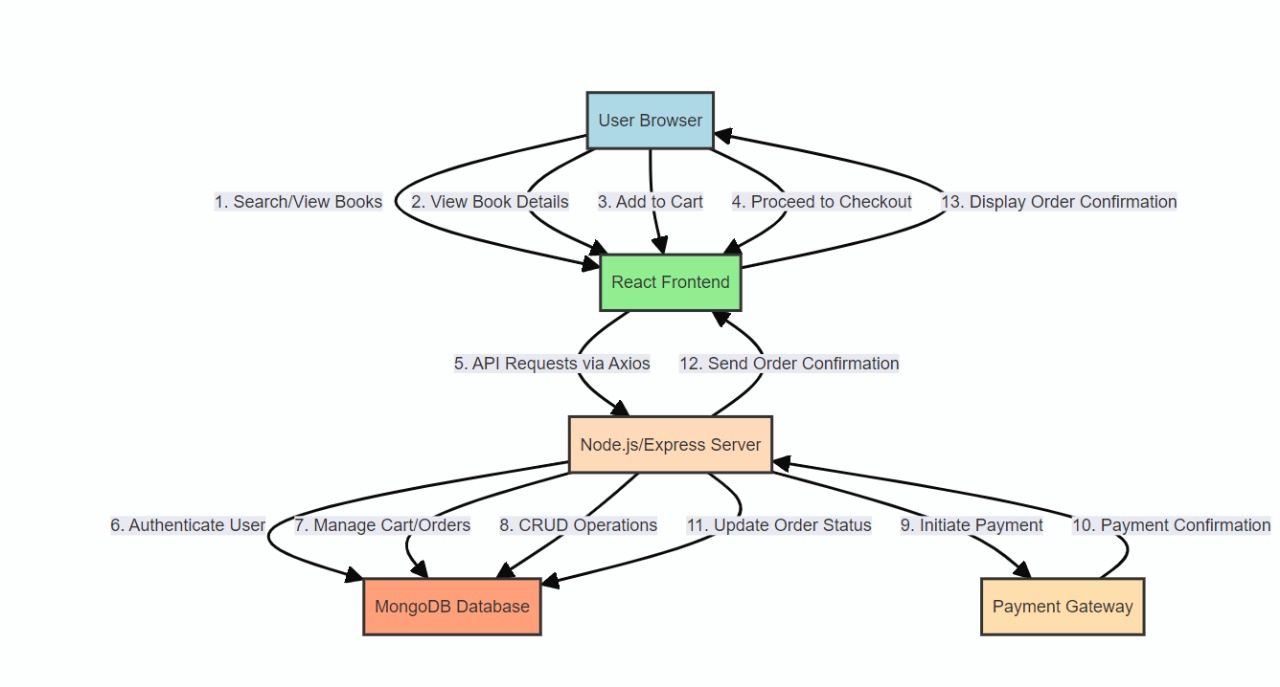 User Browser
1. Search/View Books
2. View Book Details
3. Add to Cart
4. Proceed to Checkout
13. Display Order Confirmation
React Frontend
5. API Requests via Axios
12. Send Order Confirmation
Node.js/Express Server
6. Authenticate User
7. Manage Cart/Orders
8. CRUD Operations
11. Update Order Status
9. Initiate Payment
10. Payment Confirmation
MongoDB Database
Payment Gateway